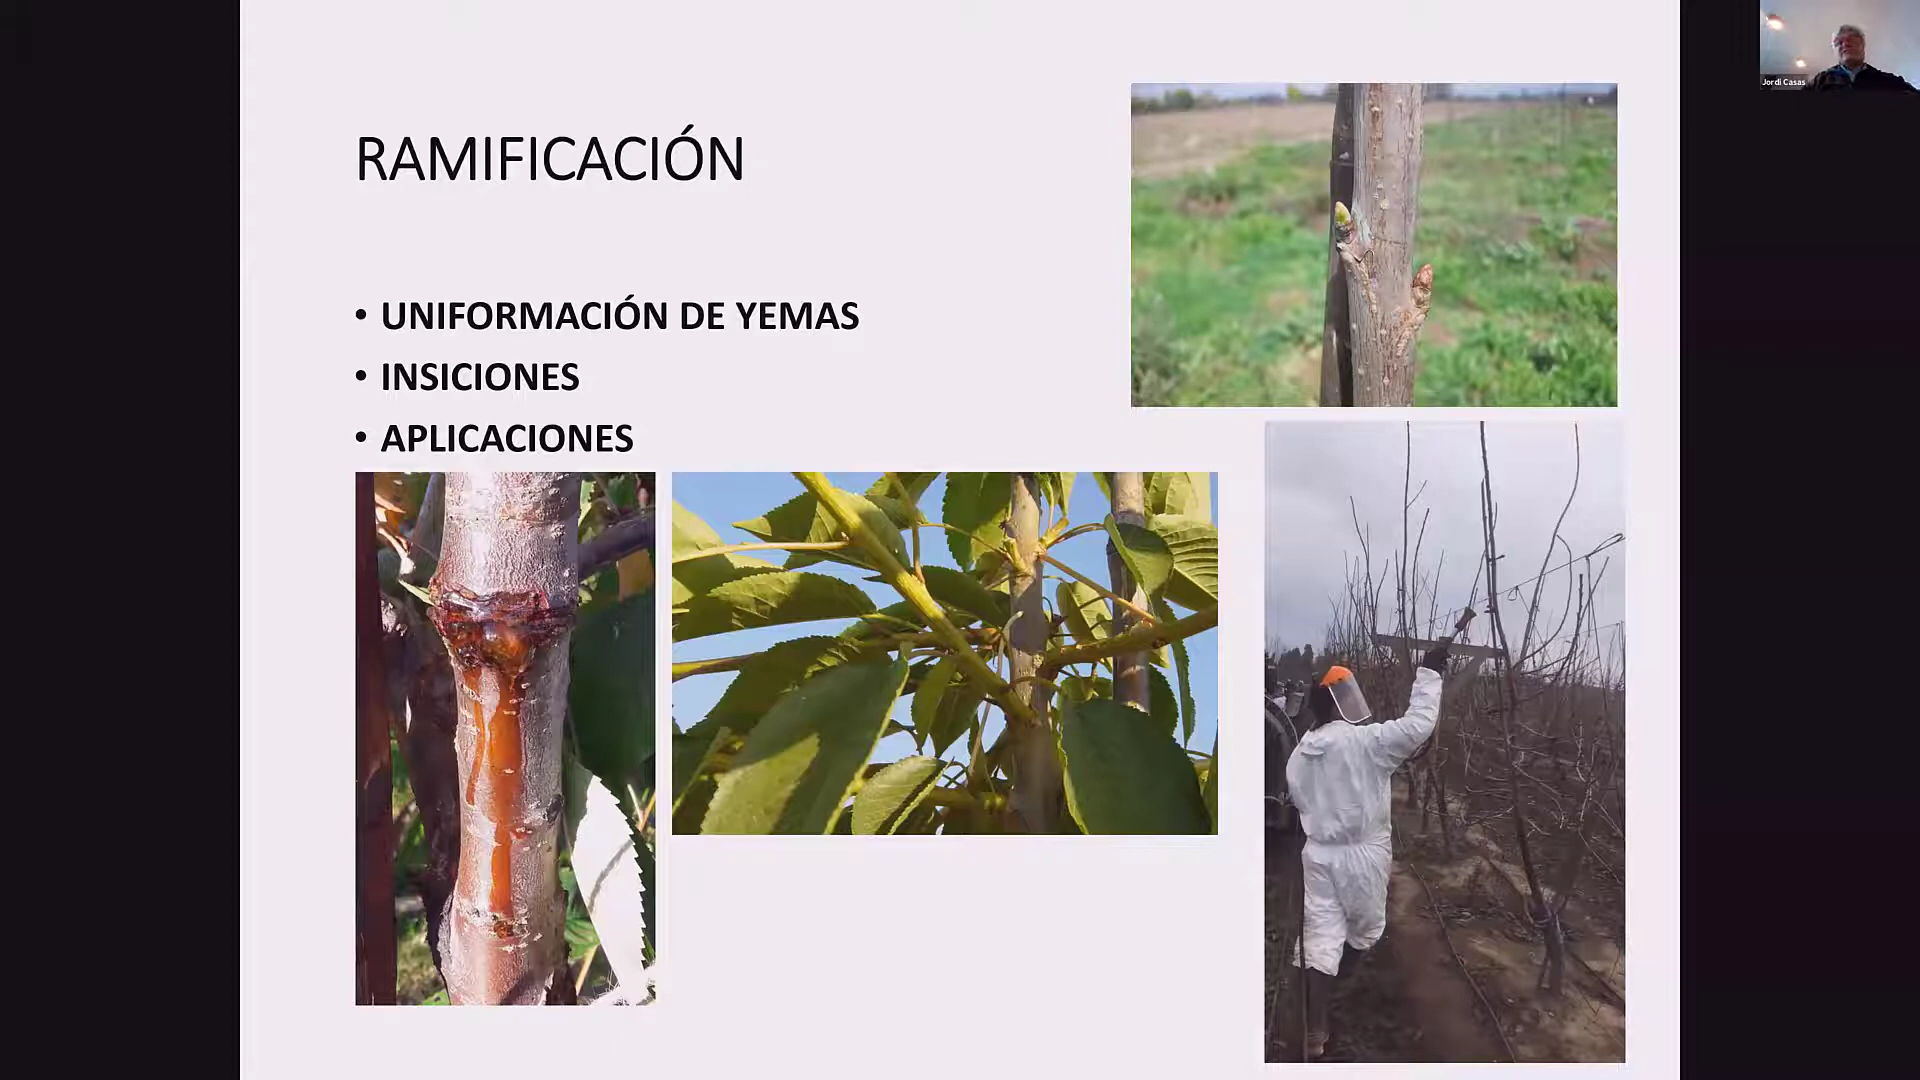 RAMIFICACIÓN
• UNIFORMACIÓN DE YEMAS
• INSICIONES
• APLICACIONES
Jordi Casas